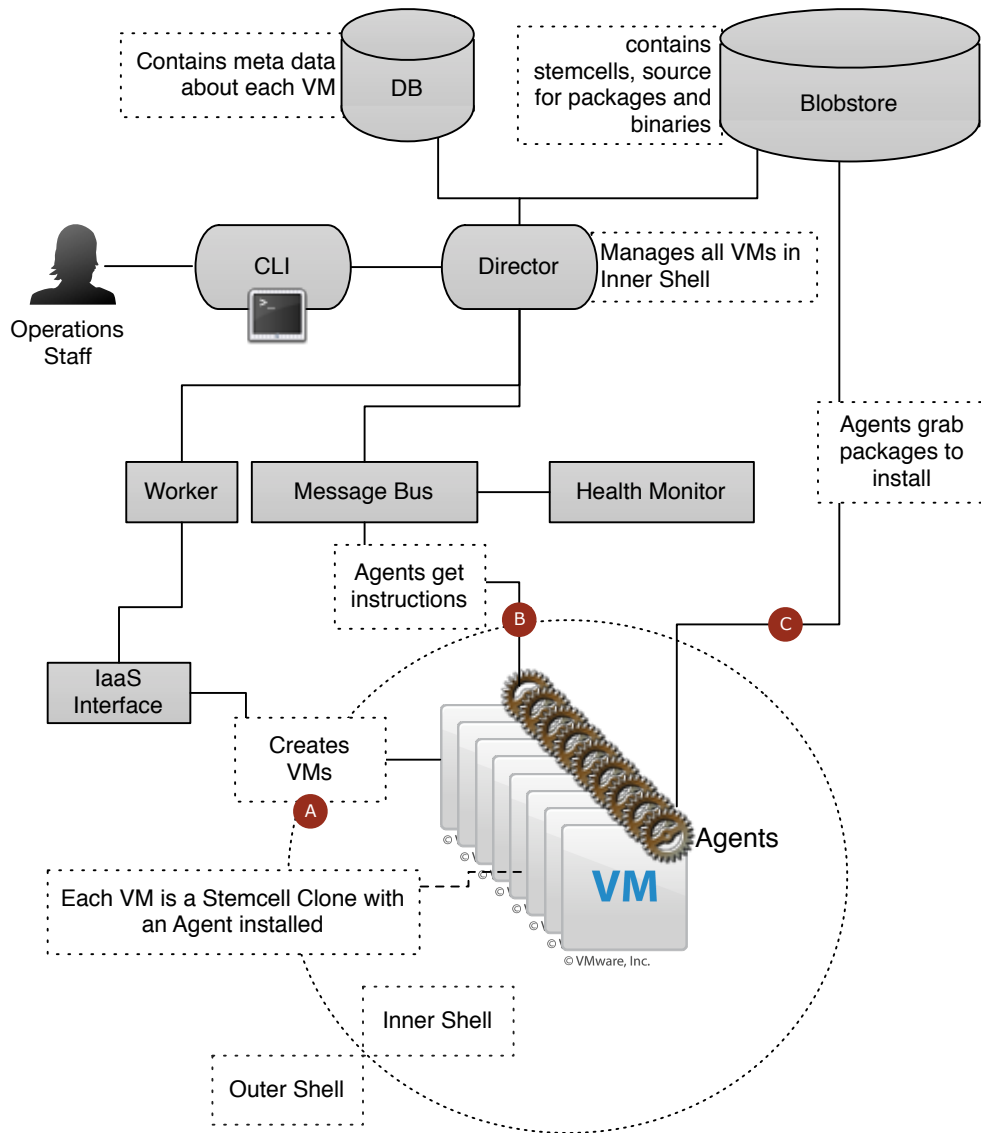 Contains meta data
about each VM
DB
contains
stemcells, source
for packages and
binaries
Blobstore
Operations
Staff
CLI
>_
Director
Manages all VMs in
Inner Shell
Worker
Message Bus
Health Monitor
Agents grab
packages to
install
Agents get
instructions
B
C
IaaS
Interface
Creates
VMs
A
Agents
VM
Each VM is a Stemcell Clone with
an Agent installed
©
©
©
©
©
©
© VMware, Inc.
Inner Shell
Outer Shell